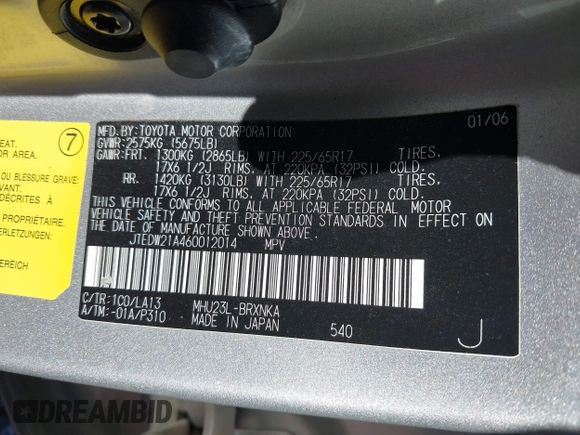 7
EAT.
R AREA.
OU BLESSURE GRAVE:
DÉCRITES À
PROPRIÉTAIRE.
VERLETZUNGEN:
BEREICH
01/06
MFD.BY:TOYOTA MOTOR CORPORATION
GVWR:2575KG (5675LB)
GAWR:FRT. 1300KG (2865LB) WITH 225/65R17 TIRES.
17X6 1/2J RIMS. AT 220KPA (32PSI) COLD.
RR. 1420KG (3130LB) WITH 225/65R17 TIRES.
17X6 1/2J RIMS. AT 220KPA (32PSI) COLD.
THIS VEHICLE CONFORMS TO ALL APPLICABLE FEDERAL MOTOR
VEHICLE SAFETY AND THEFT PREVENTION STANDARDS IN EFFECT ON
THE DATE OF MANUFACTURE SHOWN ABOVE.
JTEDW21A460012014 MPV
C/TR:1C0/LA13 MHU23L-BRXNKA
A/TM:-01A/P310 MADE IN JAPAN 540 J
DREAMBID